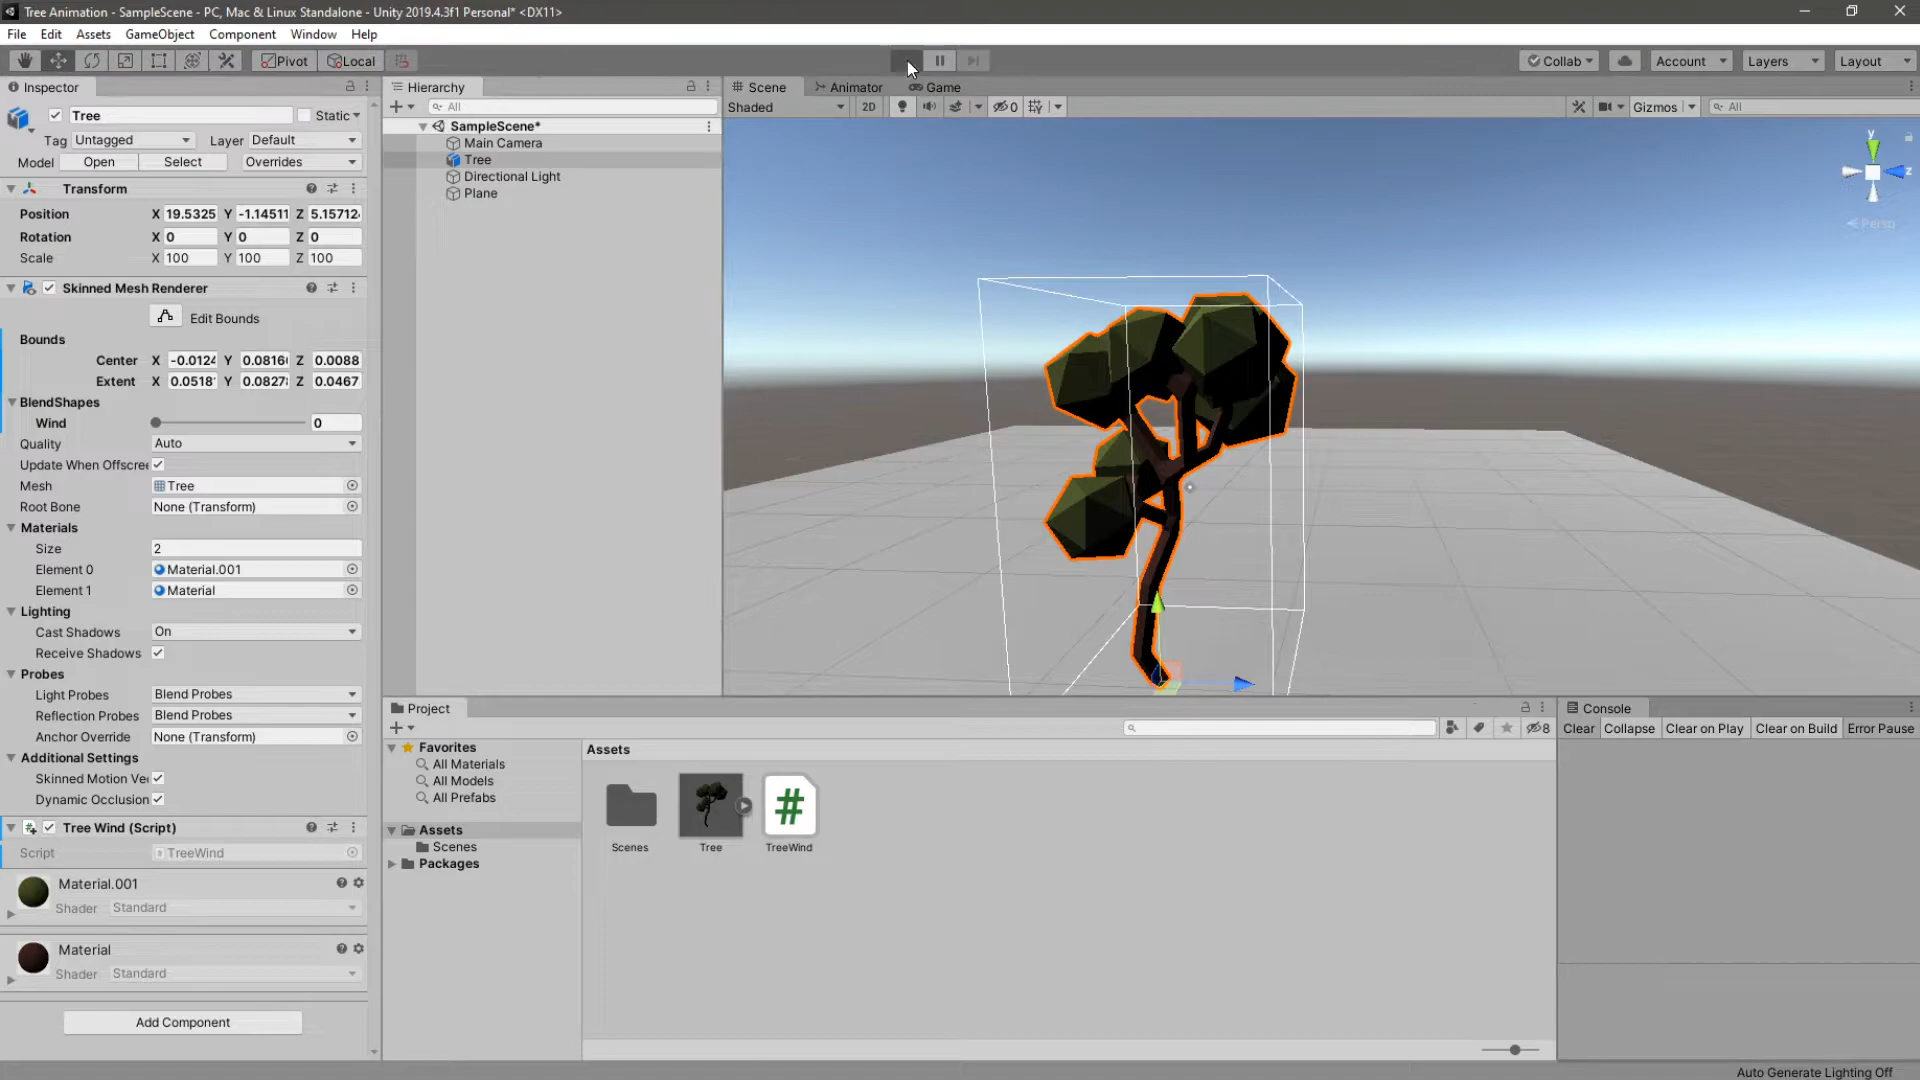 Tree Animation - SampleScene - PC, Mac & Linux Standalone - Unity 2019.4.3f1 Personal* <DX11>
File Edit Assets GameObject Component Window Help
Pivot Local Collab Account Layers Layout
Inspector
Tree Static
Tag Untagged Layer Default
Model Open Select Overrides
Transform
Position X 19.5325 Y -1.14511 Z 5.15712
Rotation X 0 Y 0 Z 0
Scale X 100 Y 100 Z 100
Skinned Mesh Renderer
Edit Bounds
Bounds
Center X -0.0124 Y 0.0816 Z 0.0088
Extent X 0.0518 Y 0.0827 Z 0.0467
BlendShapes
Wind 0
Quality Auto
Update When Offscree
Mesh Tree
Root Bone None (Transform)
Materials
Size 2
Element 0 Material.001
Element 1 Material
Lighting
Cast Shadows On
Receive Shadows
Probes
Light Probes Blend Probes
Reflection Probes Blend Probes
Anchor Override None (Transform)
Additional Settings
Skinned Motion Ve
Dynamic Occlusion
Tree Wind (Script)
Script TreeWind
Material.001
Shader Standard
Material
Shader Standard
Add Component
Hierarchy
All
SampleScene*
Main Camera
Tree
Directional Light
Plane
Scene Animator Game
Shaded 2D 0 Gizmos All
y
z
Persp
Project
8
Favorites
All Materials
All Models
All Prefabs
Assets
Scenes
Packages
Assets
#
Scenes Tree TreeWind
Console
Clear Collapse Clear on Play Clear on Build Error Pause
Auto Generate Lighting Off